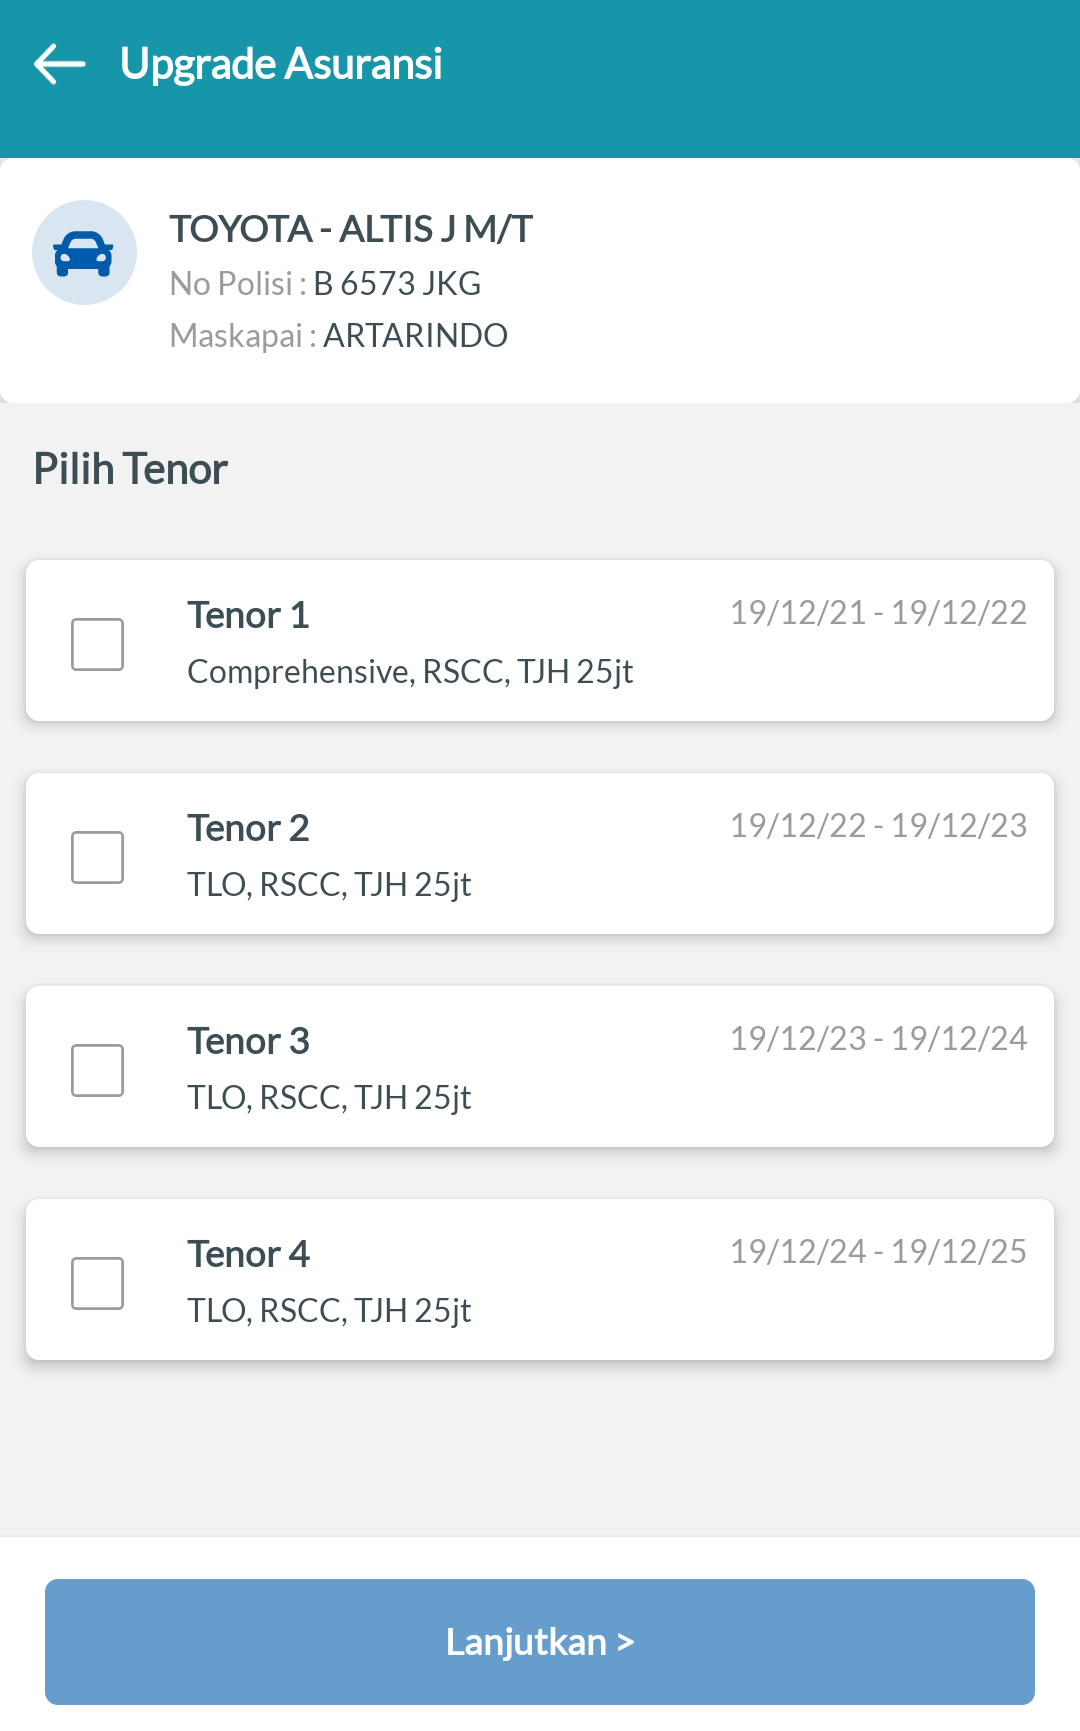 Upgrade Asuransi
TOYOTA - ALTIS J M/T
No Polisi : B 6573 JKG
Maskapai : ARTARINDO
Pilih Tenor
Tenor 1
19/12/21 - 19/12/22
Comprehensive, RSCC, TJH 25jt
Tenor 2
19/12/22 - 19/12/23
TLO, RSCC, TJH 25jt
Tenor 3
19/12/23 - 19/12/24
TLO, RSCC, TJH 25jt
Tenor 4
19/12/24 - 19/12/25
TLO, RSCC, TJH 25jt
Lanjutkan >